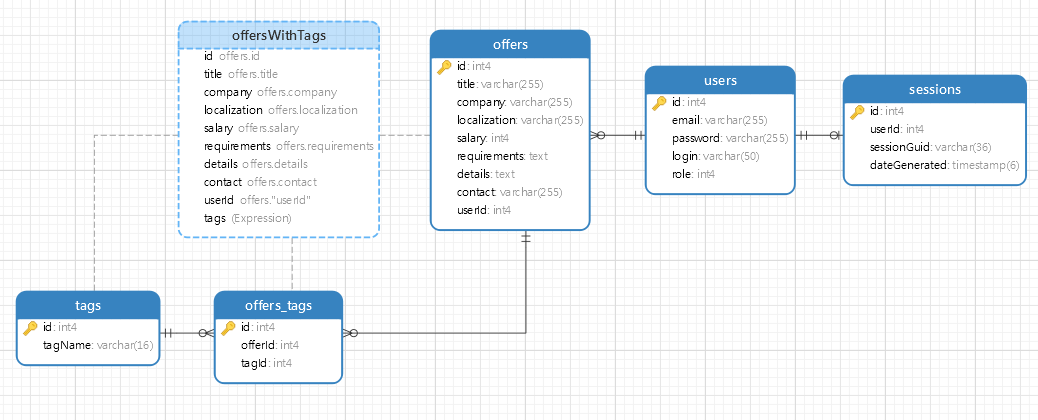 offersWithTags
id offers.id
title offers.title
company offers.company
localization offers.localization
salary offers.salary
requirements offers.requirements
details offers.details
contact offers.contact
userId offers."userId"
tags (Expression)
offers
id: int4
title: varchar(255)
company: varchar(255)
localization: varchar(255)
salary: int4
requirements: text
details: text
contact: varchar(255)
userId: int4
users
id: int4
email: varchar(255)
password: varchar(255)
login: varchar(50)
role: int4
sessions
id: int4
userId: int4
sessionGuid: varchar(36)
dateGenerated: timestamp(6)
tags
id: int4
tagName: varchar(16)
offers_tags
id: int4
offerId: int4
tagId: int4